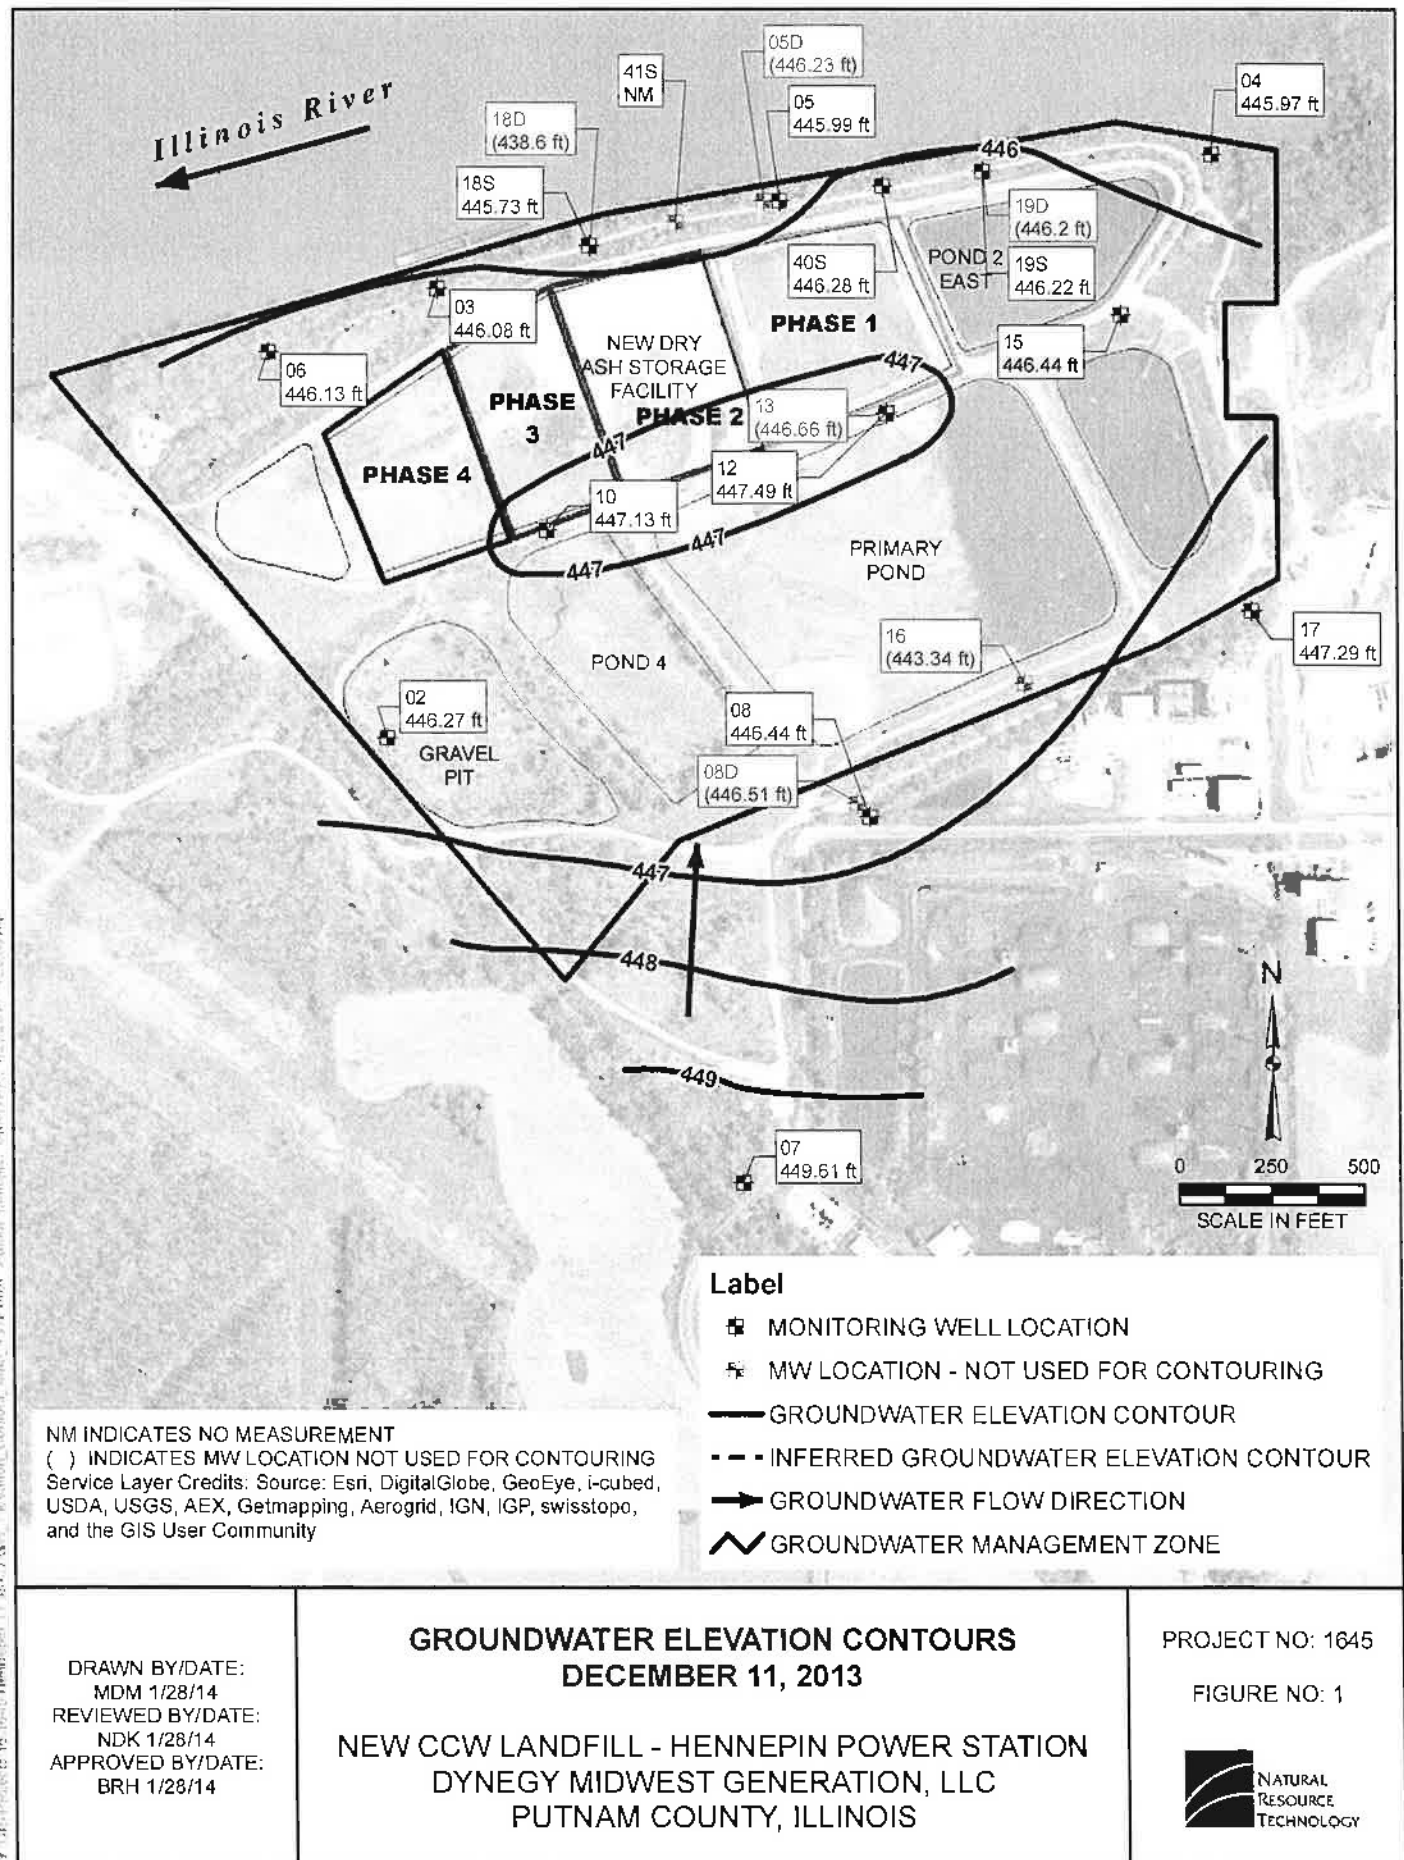 Illinois River
05D
(446.23 ft)
41S
NM
05
445.99 ft
04
445.97 ft
18D
(438.6 ft)
446
18S
445.73 ft
19D
(446.2 ft)
POND 2
EAST
40S
446.28 ft
19S
446.22 ft
03
446.08 ft
PHASE 1
NEW DRY
ASH STORAGE
FACILITY
15
446.44 ft
06
446.13 ft
447
PHASE
3
PHASE 2
13
(446.66 ft)
447
PHASE 4
12
447.49 ft
10
447.13 ft
447
447
PRIMARY
POND
17
447.29 ft
16
(443.34 ft)
POND 4
02
446.27 ft
08
446.44 ft
GRAVEL
PIT
08D
(446.51 ft)
447
448
N
449
07
449.61 ft
0 250 500
SCALE IN FEET
Label
MONITORING WELL LOCATION
MW LOCATION - NOT USED FOR CONTOURING
GROUNDWATER ELEVATION CONTOUR
INFERRED GROUNDWATER ELEVATION CONTOUR
GROUNDWATER FLOW DIRECTION
GROUNDWATER MANAGEMENT ZONE
NM INDICATES NO MEASUREMENT
( ) INDICATES MW LOCATION NOT USED FOR CONTOURING
Service Layer Credits: Source: Esri, DigitalGlobe, GeoEye, i-cubed,
USDA, USGS, AEX, Getmapping, Aerogrid, IGN, IGP, swisstopo,
and the GIS User Community
DRAWN BY/DATE:
MDM 1/28/14
REVIEWED BY/DATE:
NDK 1/28/14
APPROVED BY/DATE:
BRH 1/28/14
GROUNDWATER ELEVATION CONTOURS
DECEMBER 11, 2013
NEW CCW LANDFILL - HENNEPIN POWER STATION
DYNEGY MIDWEST GENERATION, LLC
PUTNAM COUNTY, ILLINOIS
PROJECT NO: 1645
FIGURE NO: 1
NATURAL
RESOURCE
TECHNOLOGY